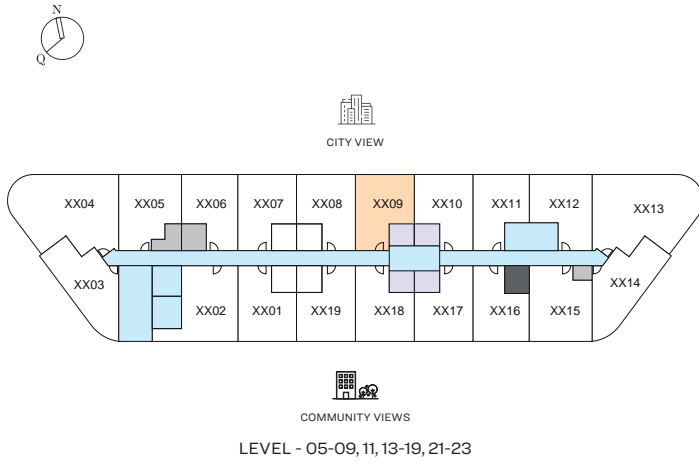 N
Q
CITY VIEW
XX04 XX05 XX06 XX07 XX08 XX09 XX10 XX11 XX12 XX13
XX03 XX02 XX01 XX19 XX18 XX17 XX16 XX15 XX14
COMMUNITY VIEWS
LEVEL - 05-09, 11, 13-19, 21-23